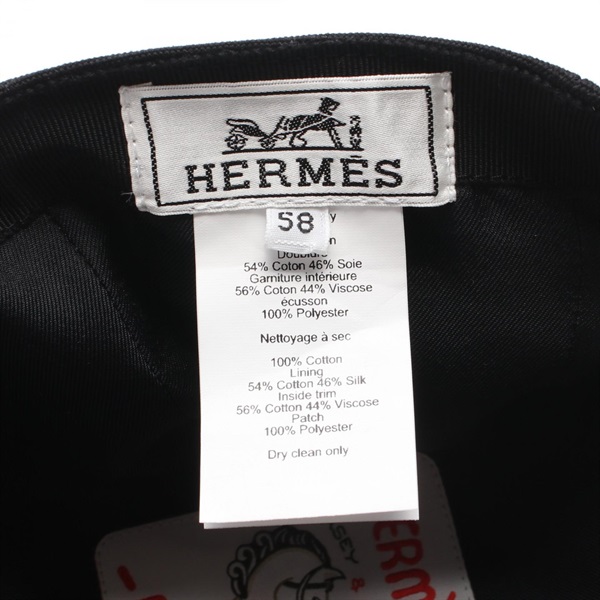 HERMÈS
58
Doublure
54% Coton 46% Soie
Garniture intérieure
56% Coton 44% Viscose
écusson
100% Polyester
Nettoyage à sec
100% Cotton
Lining
54% Cotton 46% Silk
Inside trim
56% Cotton 44% Viscose
Patch
100% Polyester
Dry clean only